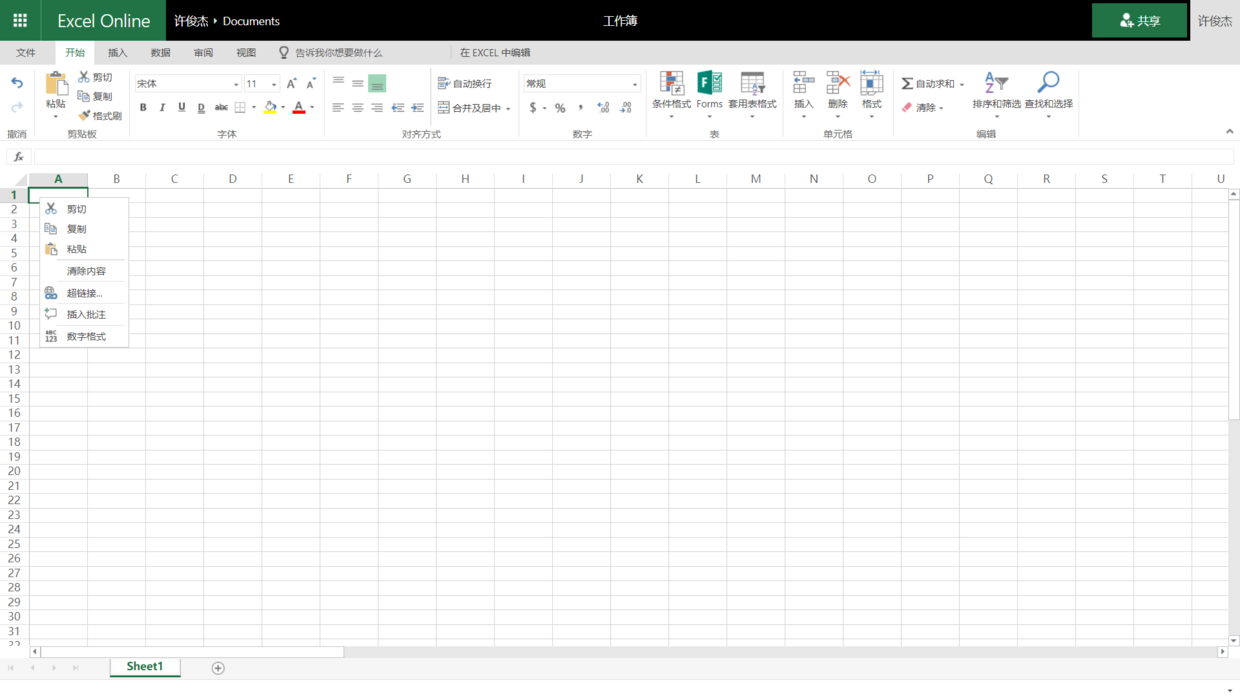 Excel Online 许俊杰 Documents 工作簿 共享 许俊杰
文件 开始 插入 数据 审阅 视图 告诉我你想要做什么 在 EXCEL 中编辑
粘贴 剪切 复制 格式刷
宋体 11
B I U D abc A
自动换行
合并及居中
常规
$ % , .00 .00
条件格式 Forms 套用表格式
插入 删除 格式
自动求和
清除
排序和筛选 查找和选择
撤消 剪贴板 字体 对齐方式 数字 表 单元格 编辑
fx
A B C D E F G H I J K L M N O P Q R S T U
1
2
3
4
5
6
7
8
9
10
11
12
13
14
15
16
17
18
19
20
21
22
23
24
25
26
27
28
29
30
31
32
剪切
复制
粘贴
清除内容
超链接...
插入批注
ABC 123 数字格式
Sheet1